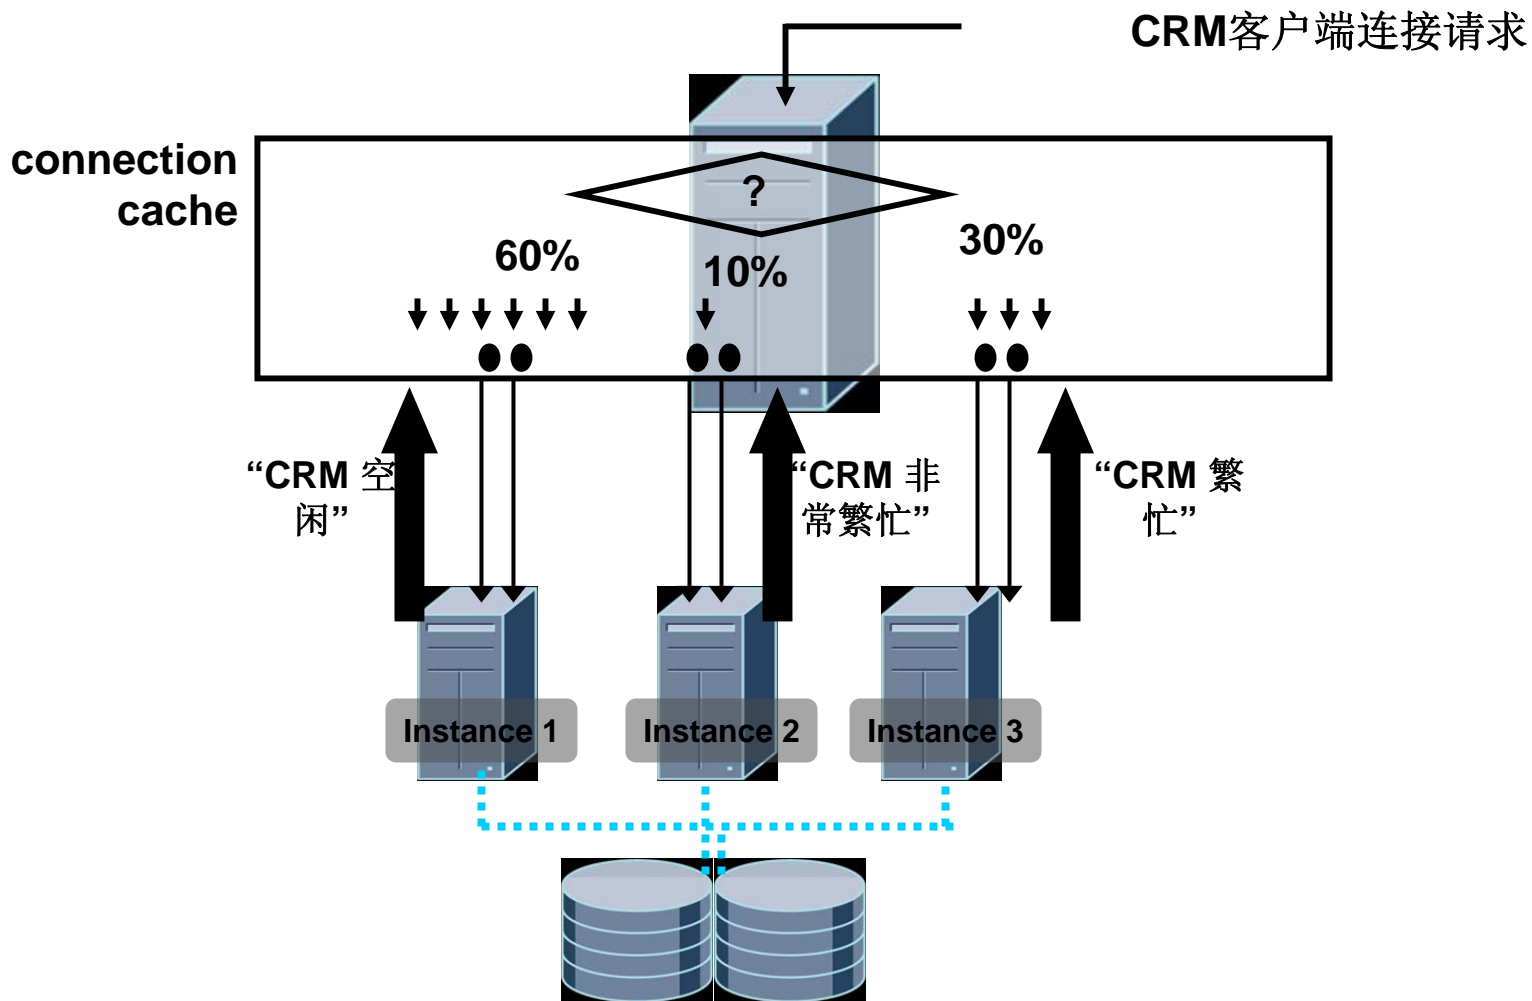 CRM客户端连接请求
connection
cache
?
60%
10%
30%
“CRM 空
闲”
“CRM 非
常繁忙”
“CRM 繁
忙”
Instance 1
Instance 2
Instance 3